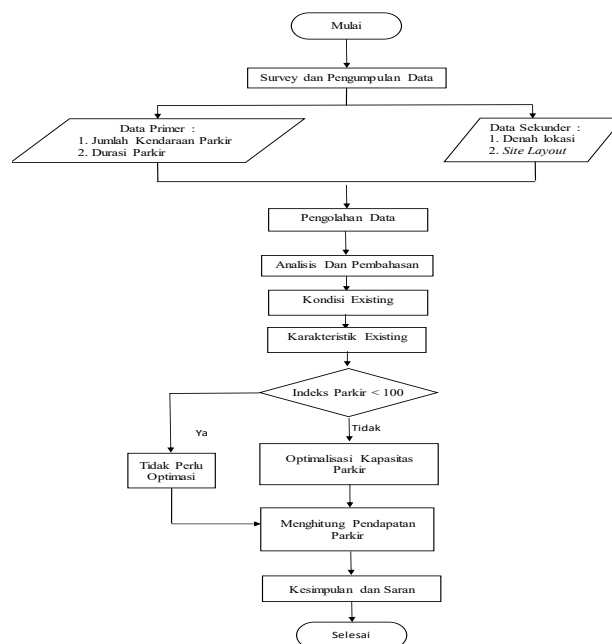 Mulai
Survey dan Pengumpulan Data
Data Primer :
1. Jumlah Kendaraan Parkir
2. Durasi Parkir
Data Sekunder :
1. Denah lokasi
2. Site Layout
Pengolahan Data
Analisis Dan Pembahasan
Kondisi Existing
Karakteristik Existing
Indeks Parkir < 100
Ya
Tidak
Tidak Perlu
Optimasi
Optimalisasi Kapasitas
Parkir
Menghitung Pendapatan
Parkir
Kesimpulan dan Saran
Selesai